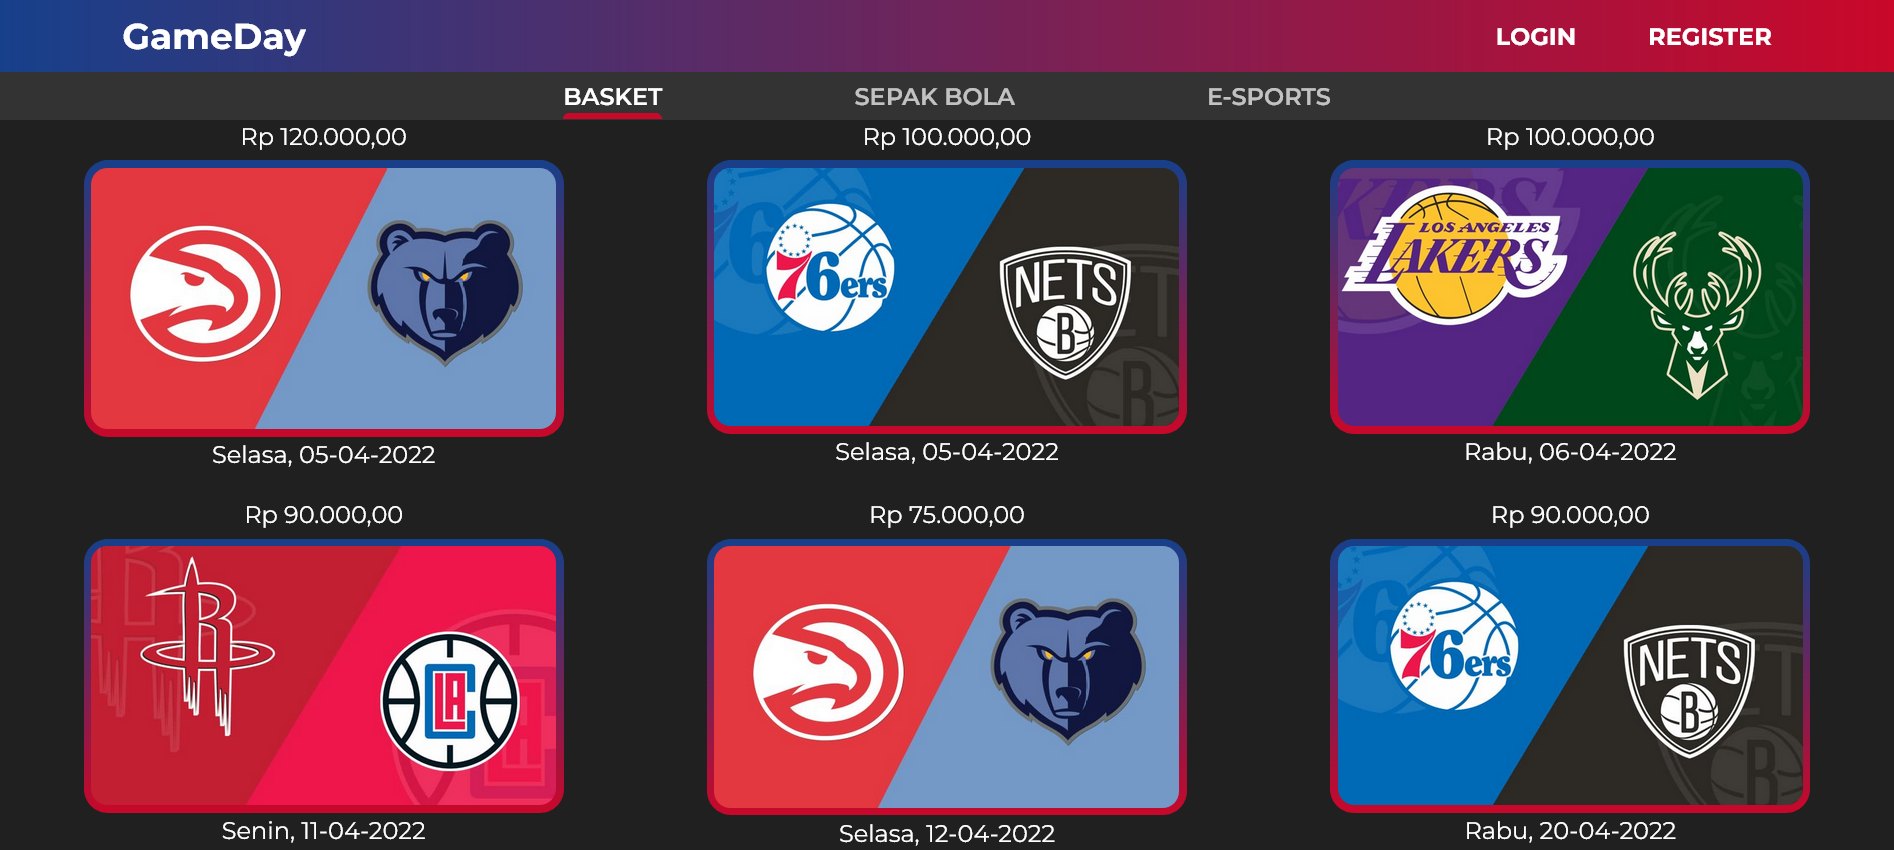 GameDay
LOGIN
REGISTER
BASKET
SEPAK BOLA
E-SPORTS
Rp 120.000,00
Rp 100.000,00
Rp 100.000,00
76ers
NETS
B
LOS ANGELES
LAKERS
Selasa, 05-04-2022
Selasa, 05-04-2022
Rabu, 06-04-2022
Rp 90.000,00
Rp 75.000,00
Rp 90.000,00
R
LAC
76ers
NETS
B
Senin, 11-04-2022
Selasa, 12-04-2022
Rabu, 20-04-2022